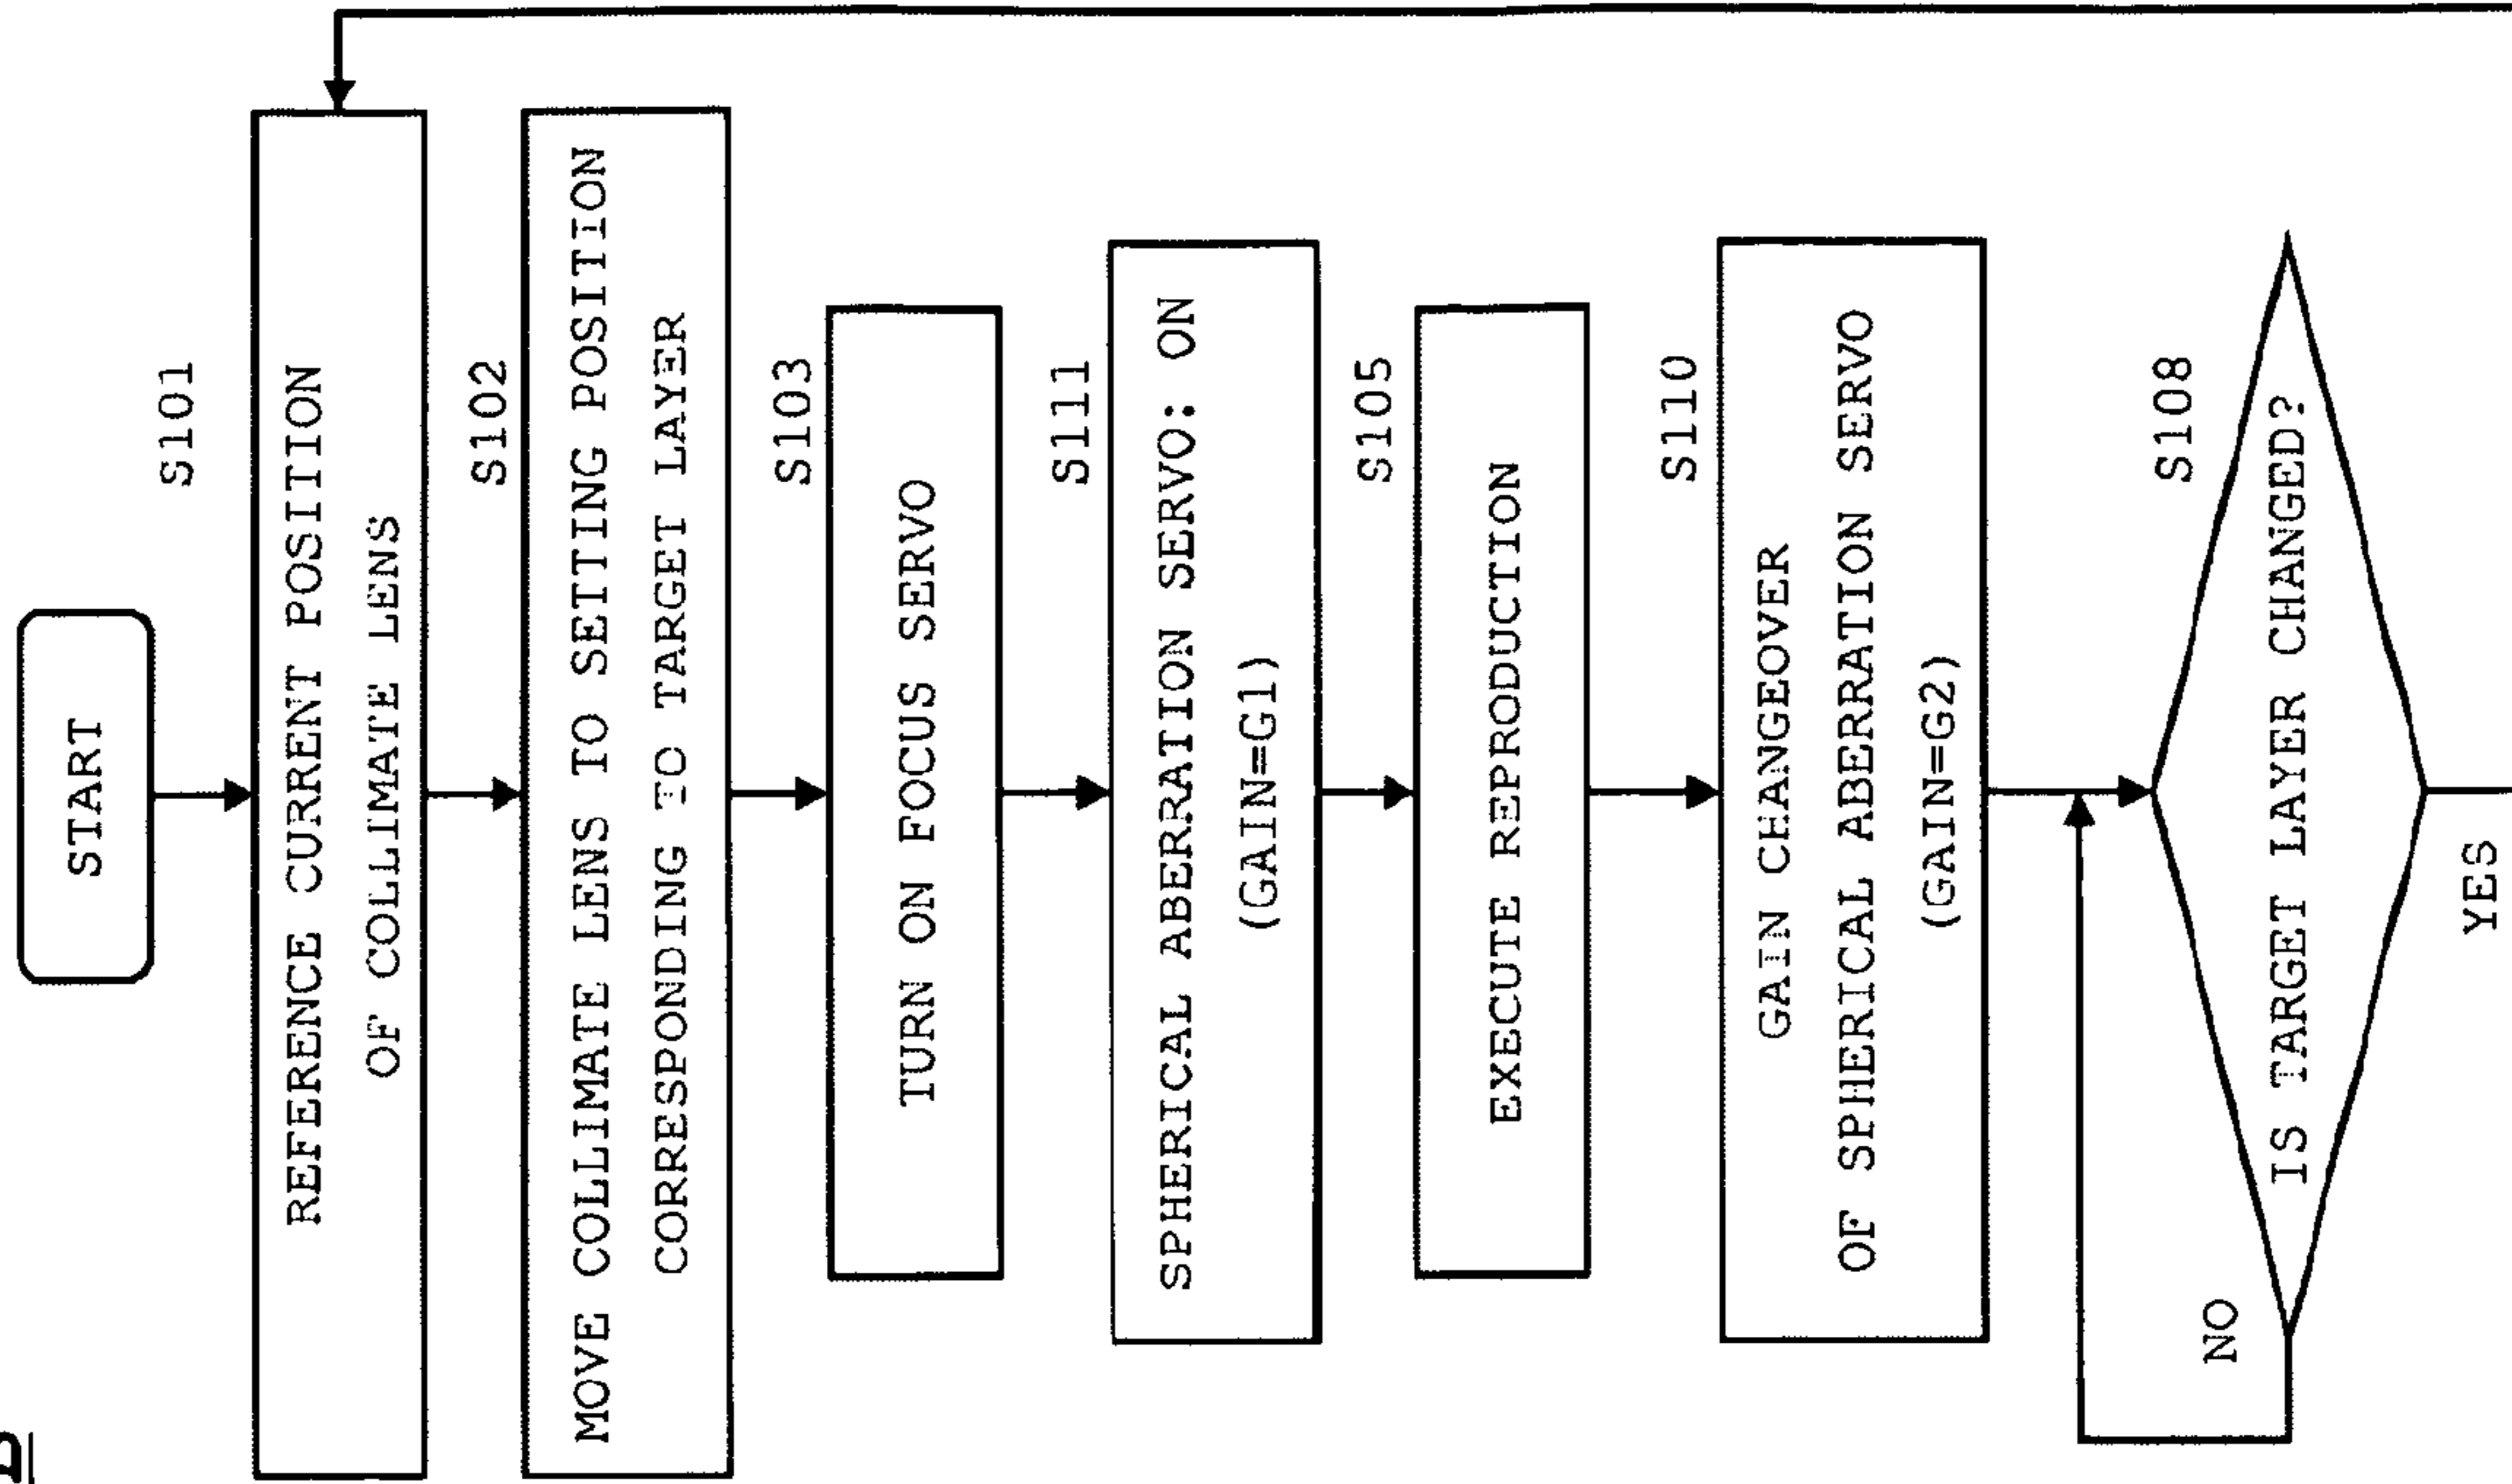 START
S101
REFERENCE CURRENT POSITION
OF COLLIMATE LENS
S102
MOVE COLLIMATE LENS TO SETTING POSITION
CORRESPONDING TO TARGET LAYER
S103
TURN ON FOCUS SERVO
S111
SPHERICAL ABERRATION SERVO: ON
(GAIN=G1)
S105
EXECUTE REPRODUCTION
S110
GAIN CHANGEOVER
OF SPHERICAL ABERRATION SERVO
(GAIN=G2)
S108
IS TARGET LAYER CHANGED?
NO
YES